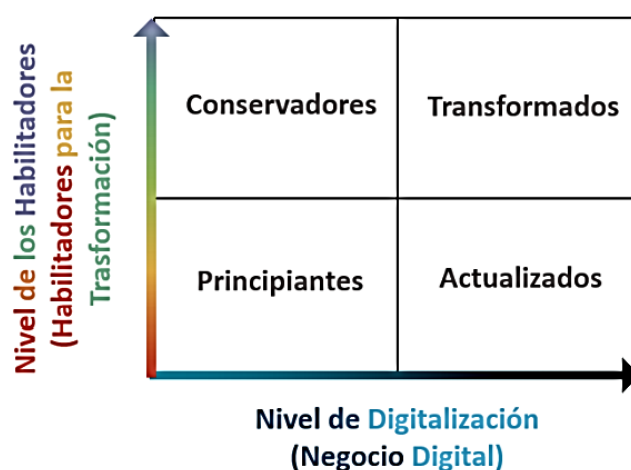 Nivel de los Habilitadores
(Habilitadores para la
Trasformación)
Conservadores
Transformados
Principiantes
Actualizados
Nivel de Digitalización
(Negocio Digital)